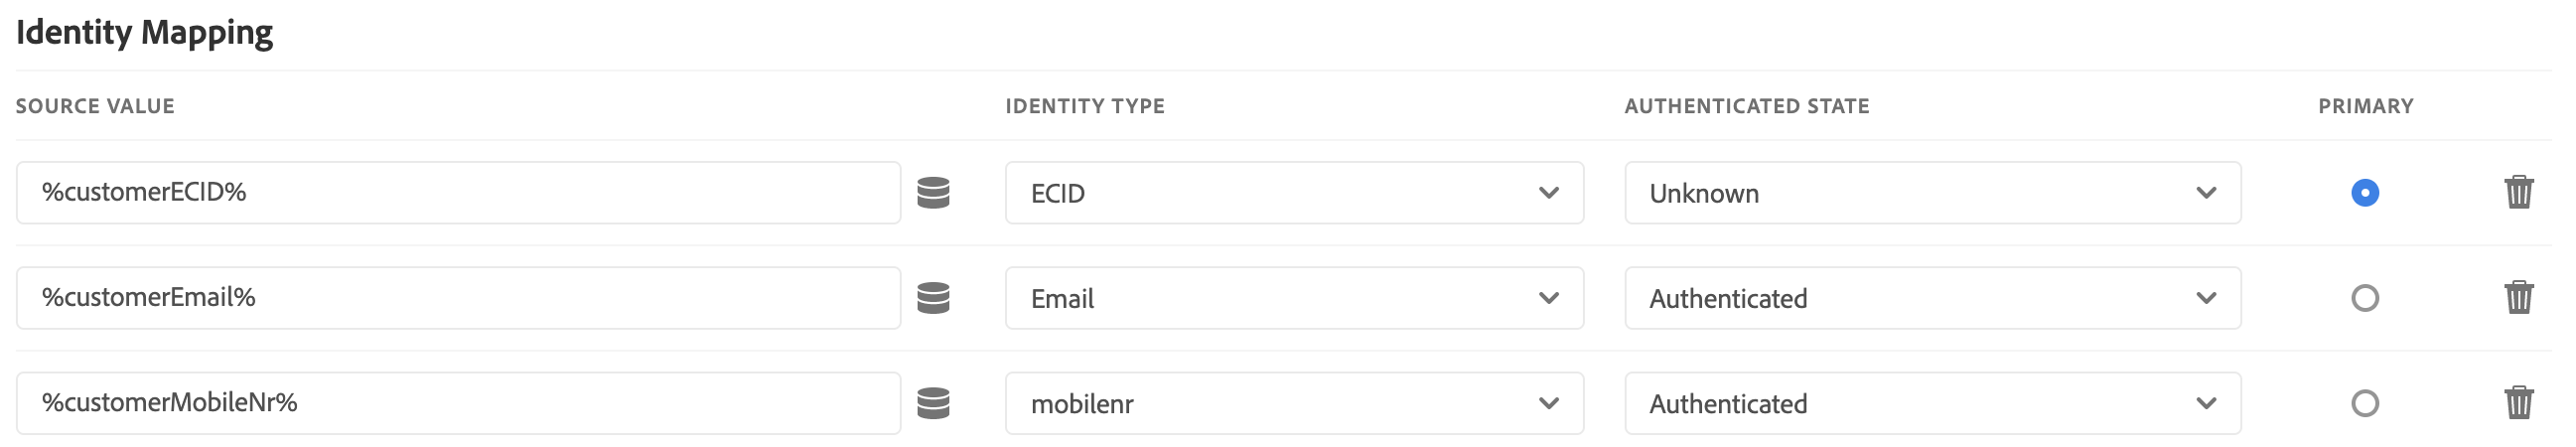 Identity Mapping
SOURCE VALUE IDENTITY TYPE AUTHENTICATED STATE PRIMARY
%customerECID% ECID Unknown
%customerEmail% Email Authenticated
%customerMobileNr% mobilenr Authenticated